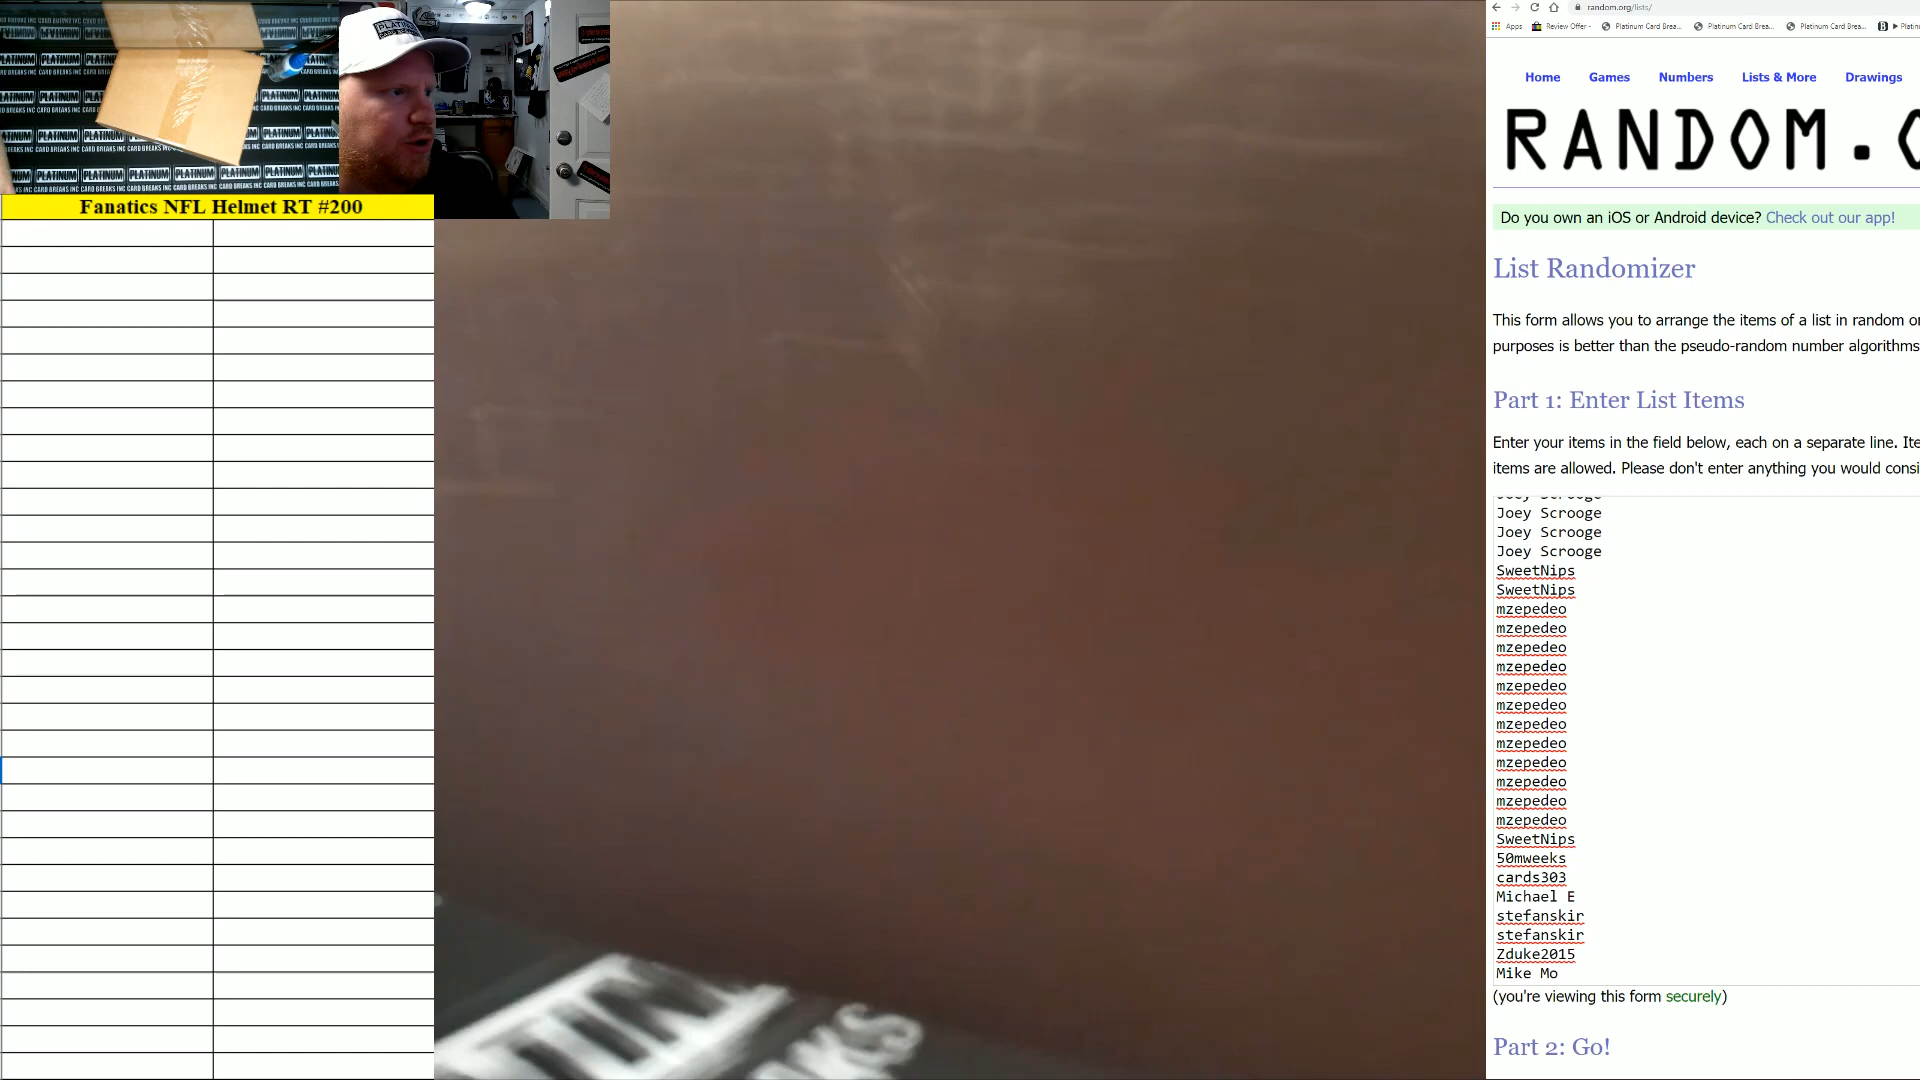 PLATINUM
Fanatics NFL Helmet RT #200
random.org/lists/
Apps
Review Offer -
Platinum Card Brea...
Platinum Card Brea...
Platinum Card Brea...
Home
Games
Numbers
Lists & More
Drawings
RANDOM.
Do you own an iOS or Android device? Check out our app!
List Randomizer
This form allows you to arrange the items of a list in random
purposes is better than the pseudo-random number algorithms
Part 1: Enter List Items
Enter your items in the field below, each on a separate line.
items are allowed. Please don't enter anything you would
Joey Scrooge
Joey Scrooge
Joey Scrooge
Joey Scrooge
SweetNips
SweetNips
mzepedeo
mzepedeo
mzepedeo
mzepedeo
mzepedeo
mzepedeo
mzepedeo
mzepedeo
mzepedeo
mzepedeo
mzepedeo
mzepedeo
SweetNips
50mweeks
cards303
Michael E
stefanskir
stefanskir
Zduke2015
Mike Mo
(you're viewing this form securely)
Part 2: Go!